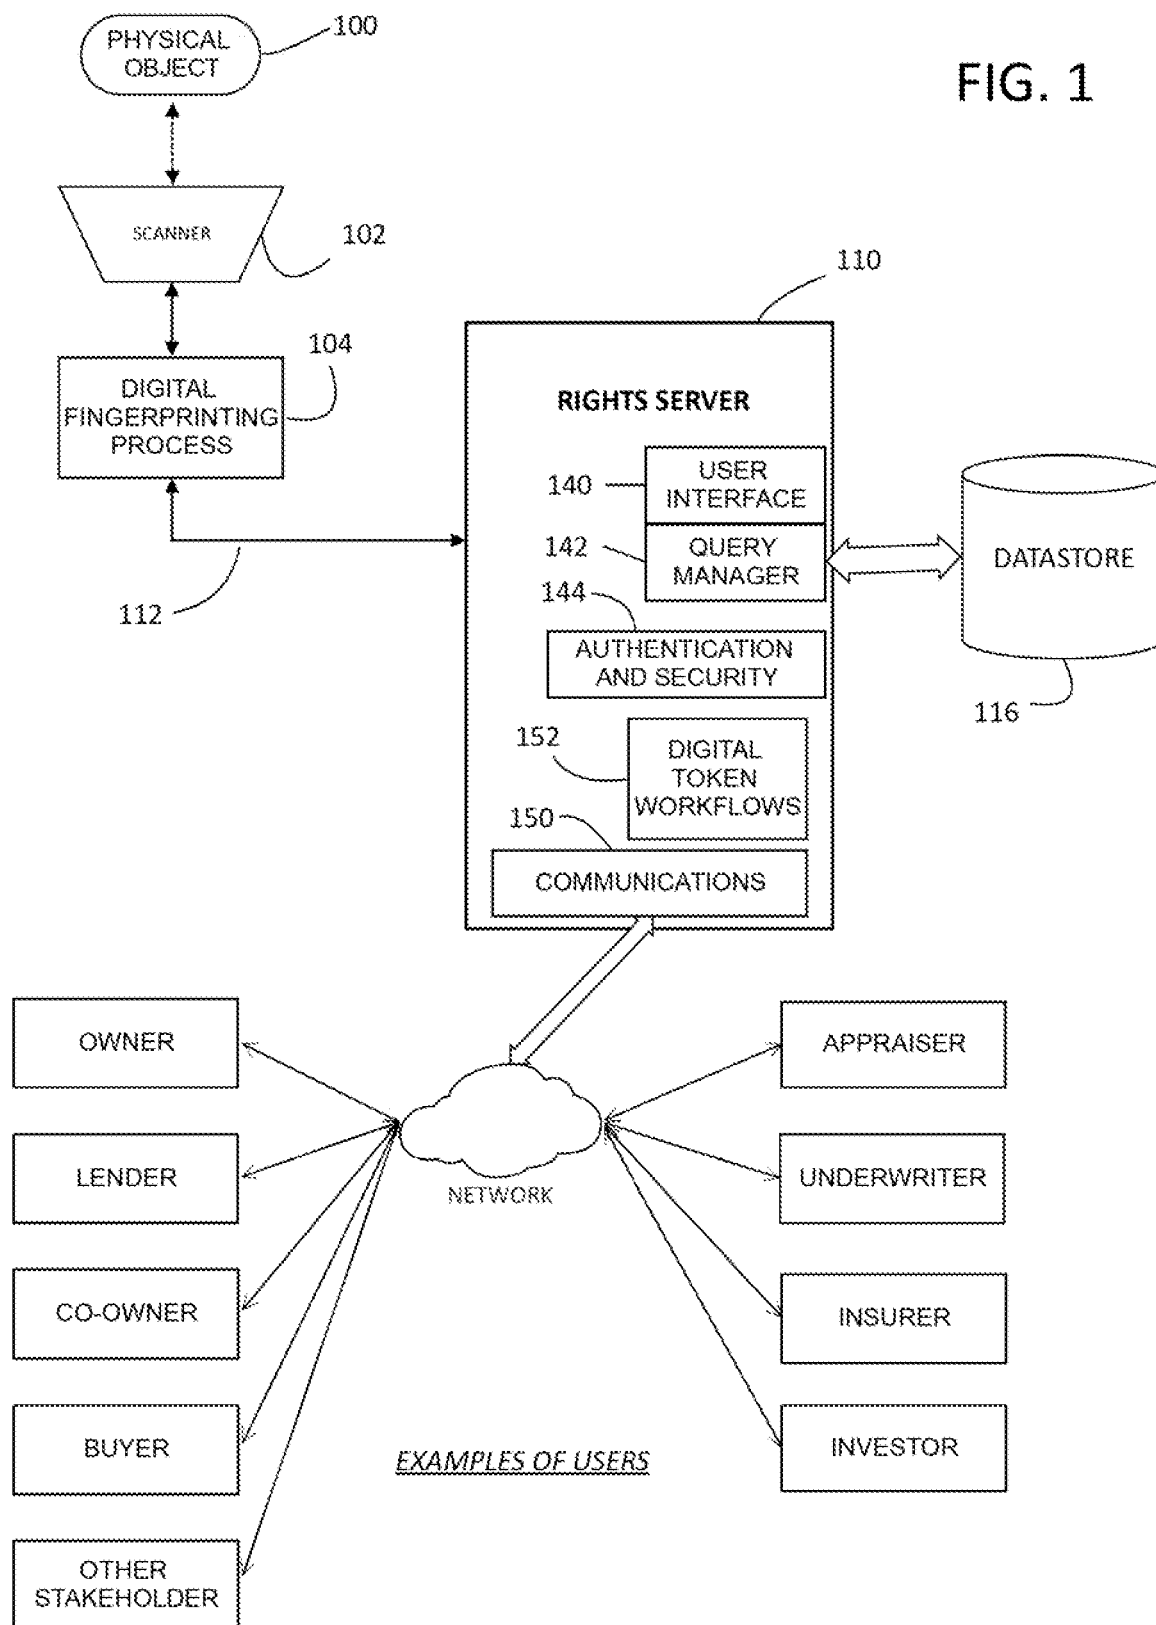 PHYSICAL
OBJECT
100
FIG. 1
SCANNER
102
110
DIGITAL
FINGERPRINTING
PROCESS
104
RIGHTS SERVER
USER
INTERFACE
140
QUERY
MANAGER
142
DATASTORE
112
144
AUTHENTICATION
AND SECURITY
116
152
DIGITAL
TOKEN
WORKFLOWS
150
COMMUNICATIONS
OWNER
APPRAISER
LENDER
NETWORK
UNDERWRITER
CO-OWNER
INSURER
BUYER
EXAMPLES OF USERS
INVESTOR
OTHER
STAKEHOLDER